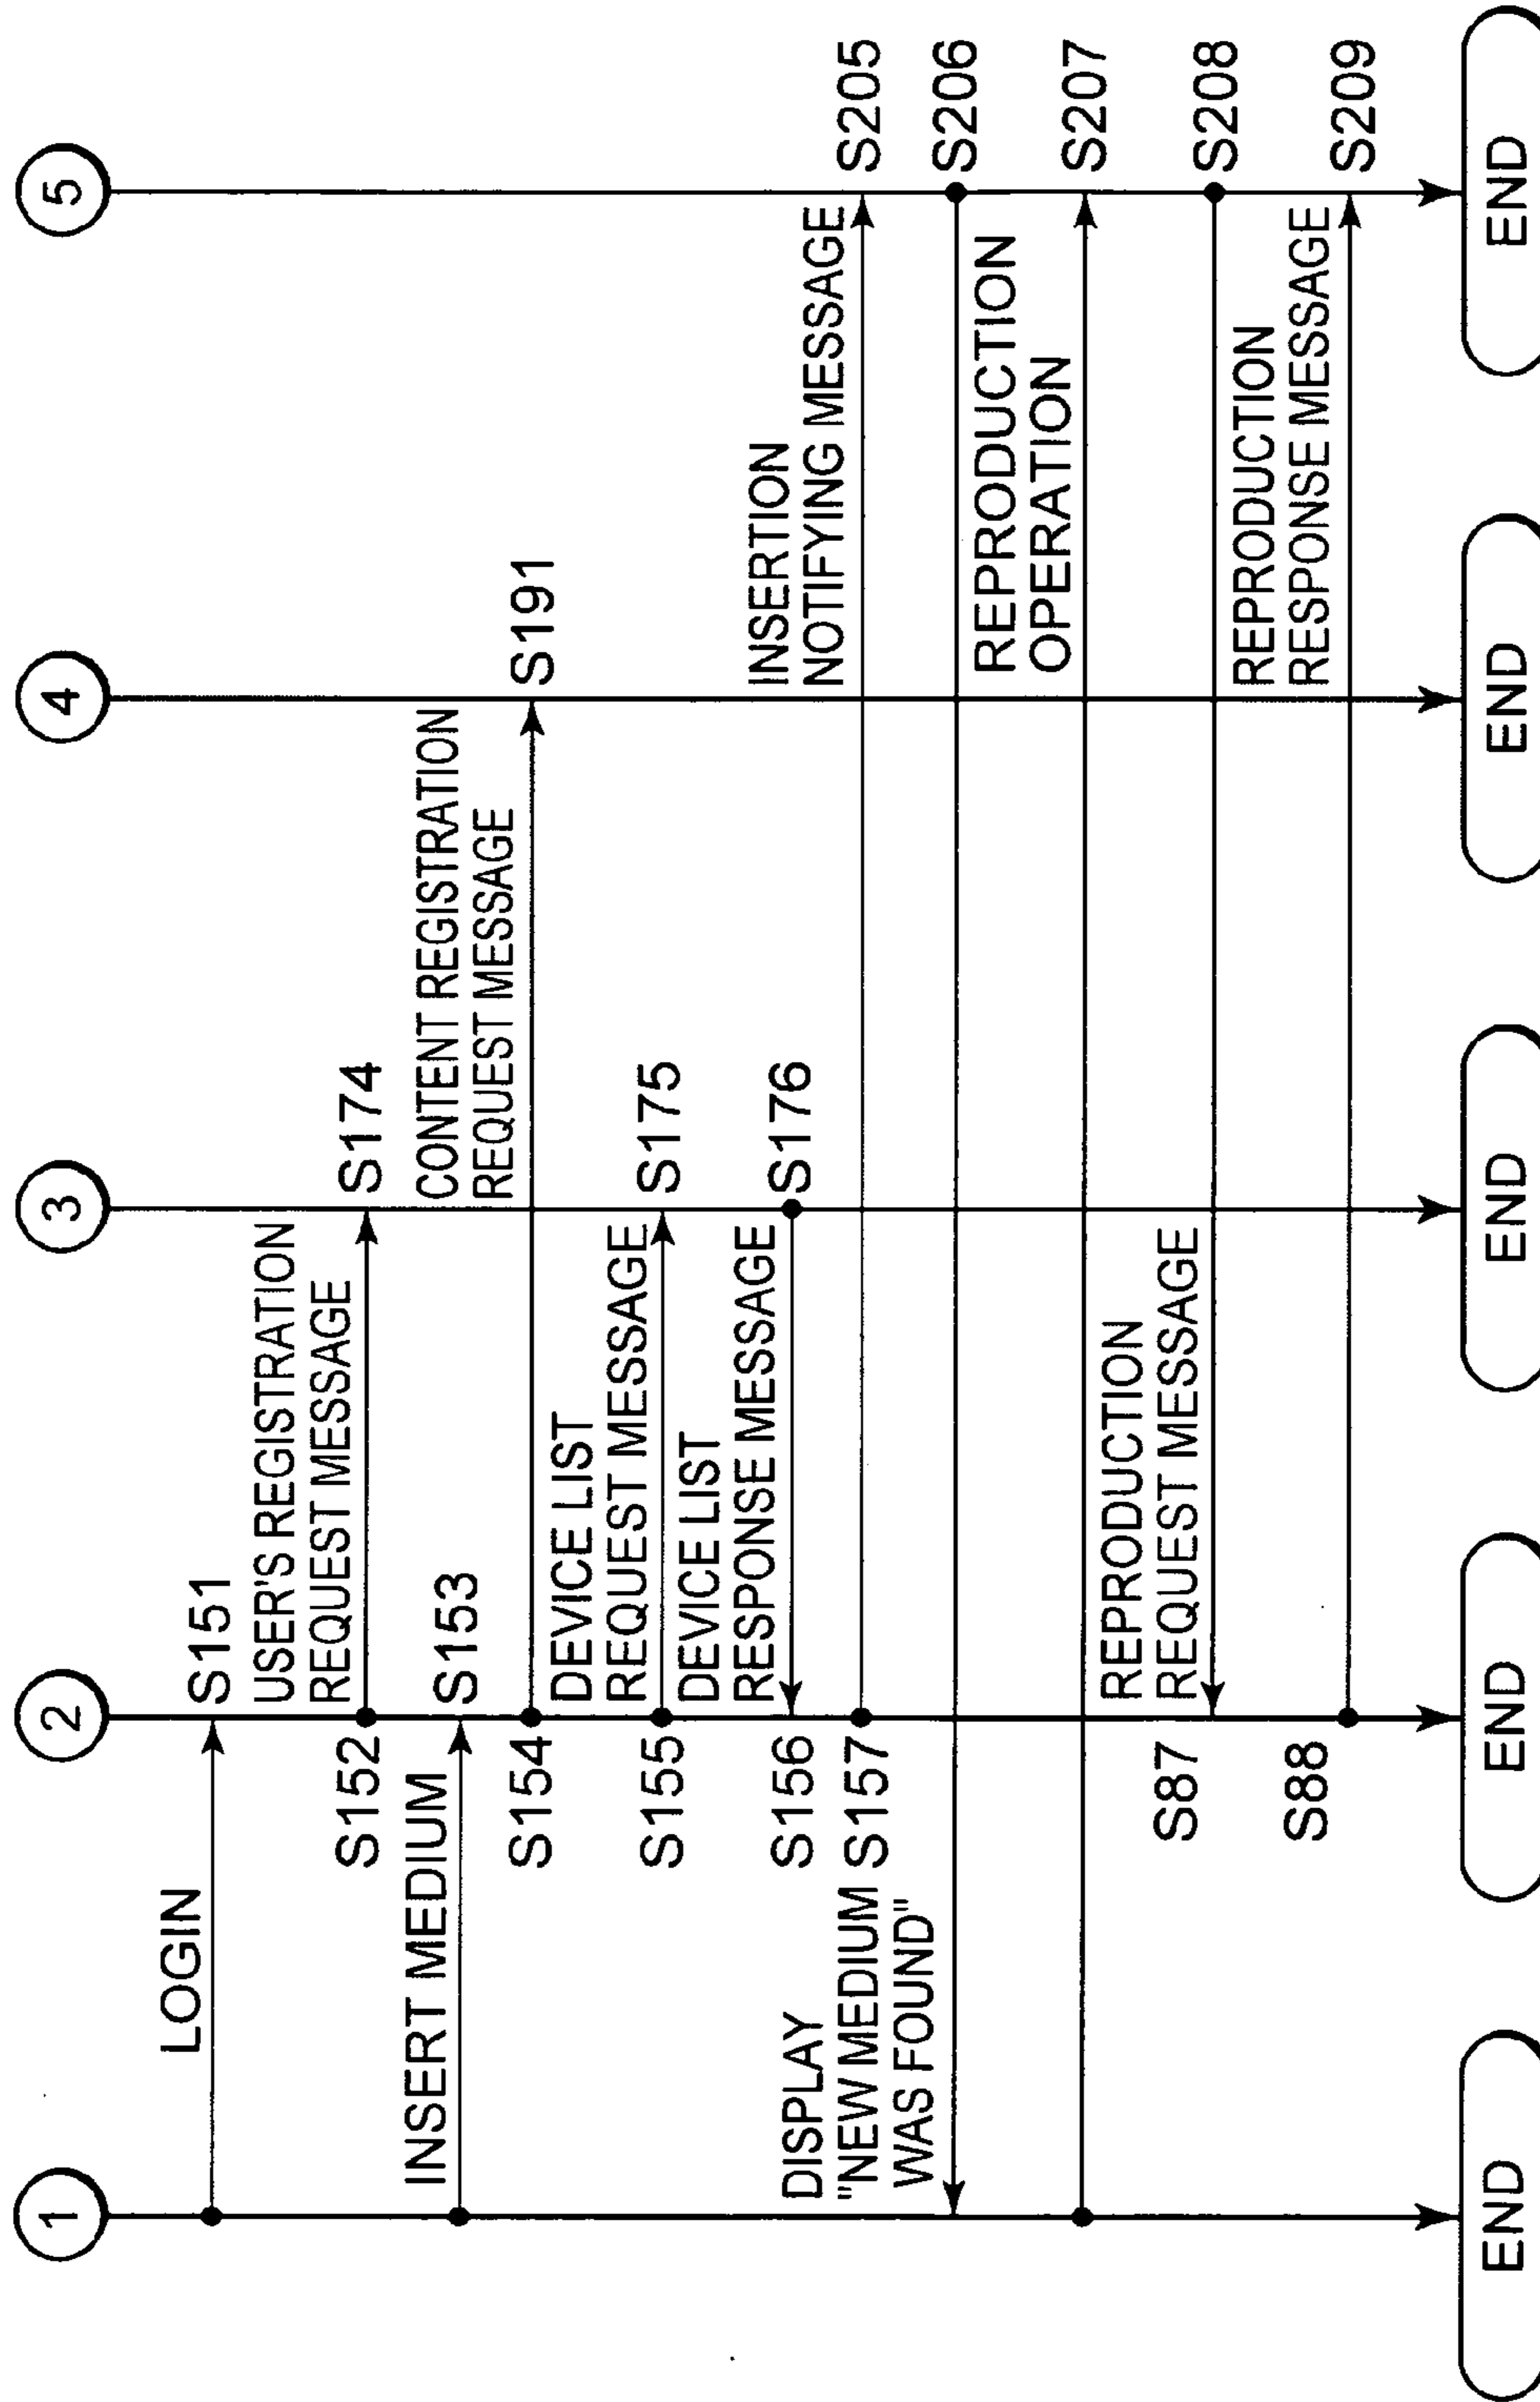 1
2
3
4
5
LOGIN
S151
USER'S REGISTRATION
REQUEST MESSAGE
S152
S174
INSERT MEDIUM
S153
CONTENT REGISTRATION
REQUEST MESSAGE
S154
S191
DEVICE LIST
REQUEST MESSAGE
S155
S175
DEVICE LIST
RESPONSE MESSAGE
S156
S176
INSERTION
NOTIFYING MESSAGE
S157
S205
DISPLAY
"NEW MEDIUM
WAS FOUND"
S206
REPRODUCTION
OPERATION
S207
REPRODUCTION
REQUEST MESSAGE
S87
S208
REPRODUCTION
RESPONSE MESSAGE
S88
S209
END
END
END
END
END